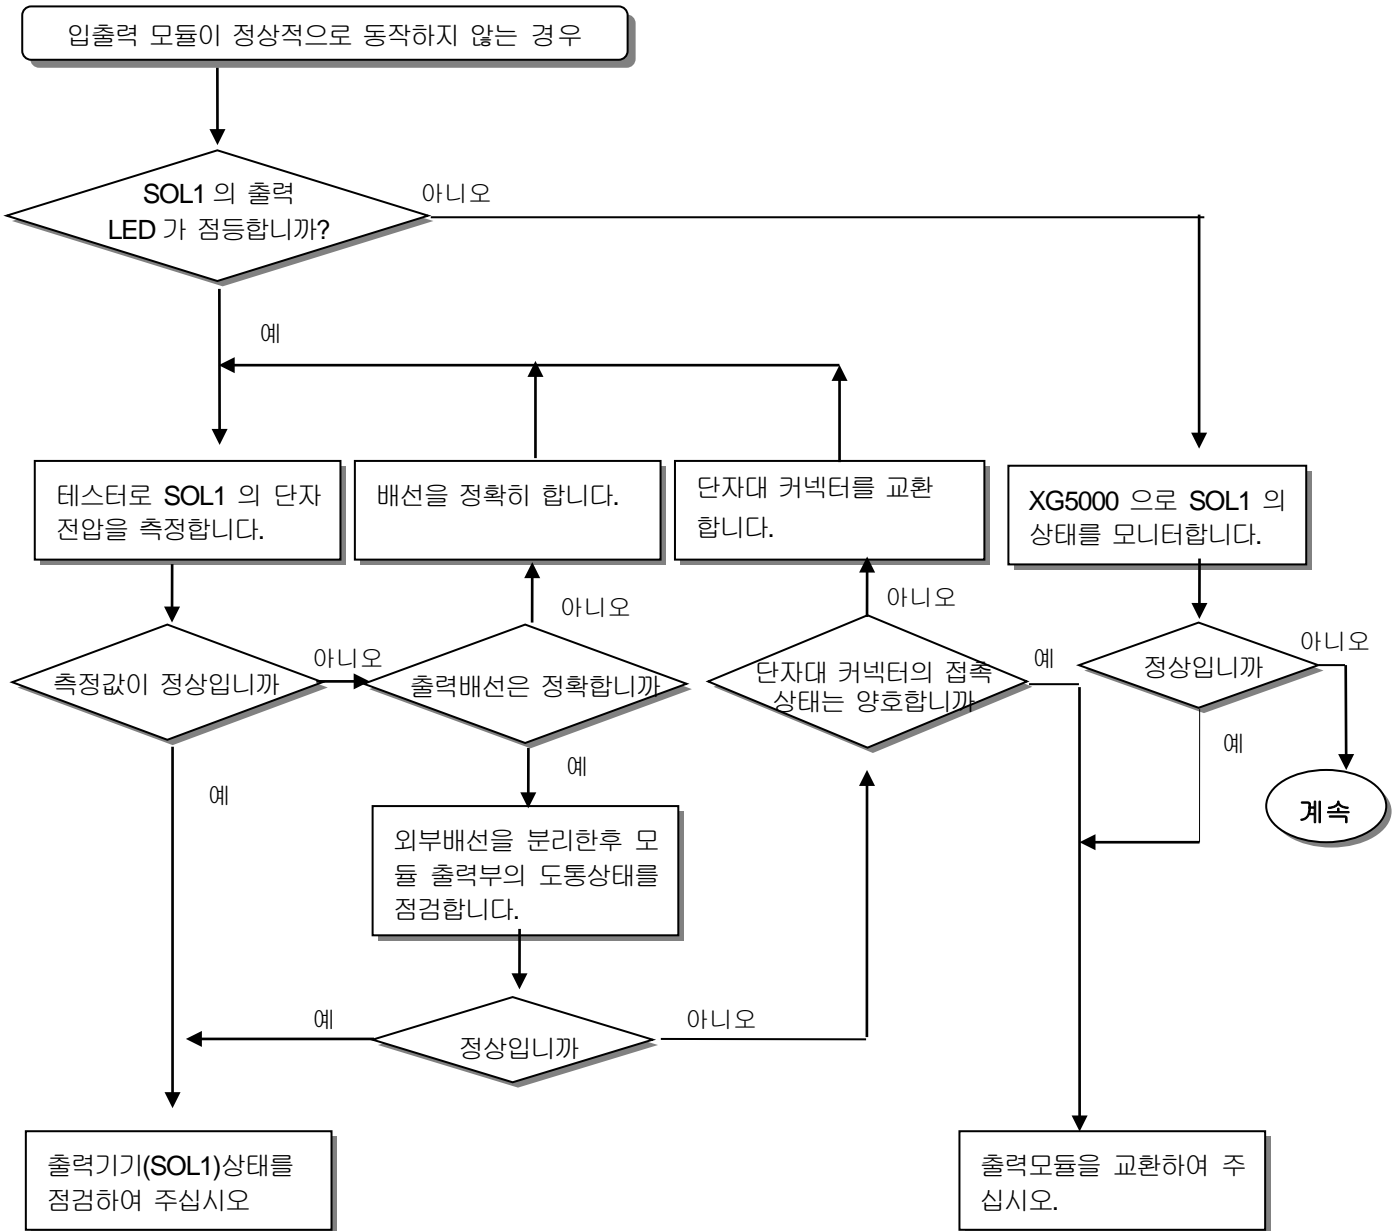 입출력 모듈이 정상적으로 동작하지 않는 경우
SOL1 의 출력
LED 가 점등합니까?
아니오
예
테스터로 SOL1 의 단자
전압을 측정합니다.
배선을 정확히 합니다.
단자대 커넥터를 교환
합니다.
XG5000 으로 SOL1 의
상태를 모니터합니다.
아니오
아니오
측정값이 정상입니까
아니오
출력배선은 정확합니까
단자대 커넥터의 접촉
상태는 양호합니까
예
정상입니까
아니오
예
예
예
계속
외부배선을 분리한후 모
듈 출력부의 도통상태를
점검합니다.
예
정상입니까
아니오
출력기기(SOL1)상태를
점검하여 주십시오
출력모듈을 교환하여 주
십시오.